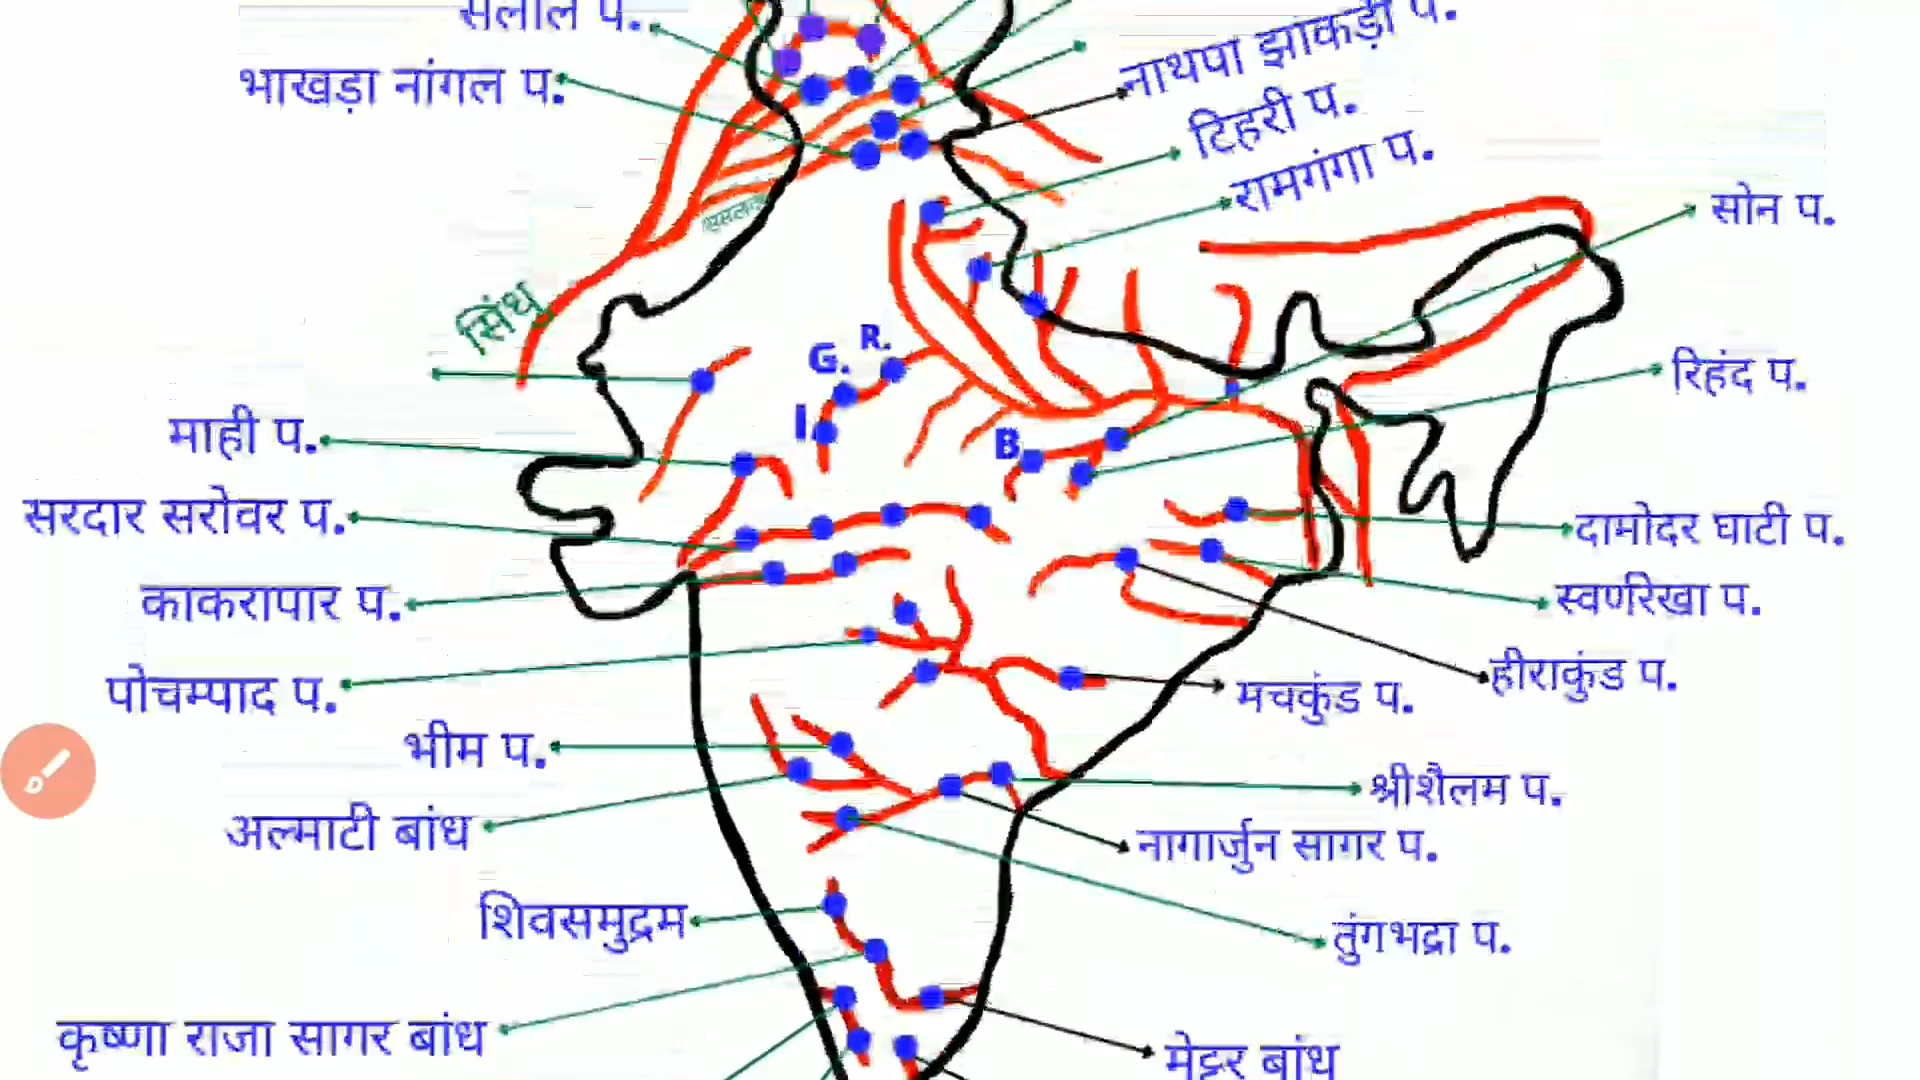 सलाल प.
भाखड़ा नांगल प.
नाथपा झाकड़ी प.
टिहरी प.
रामगंगा प.
सोन प.
सिंधु
R.
G.
रिहंद प.
I.
B
माही प.
सरदार सरोवर प.
दामोदर घाटी प.
काकरापार प.
स्वर्णरेखा प.
पोचम्पाद प.
हीराकुंड प.
मचकुंड प.
भीम प.
श्रीशैलम प.
अल्माटी बांध
नागार्जुन सागर प.
शिवसमुद्रम
तुंगभद्रा प.
कृष्णा राजा सागर बांध
मेट्टर बांध